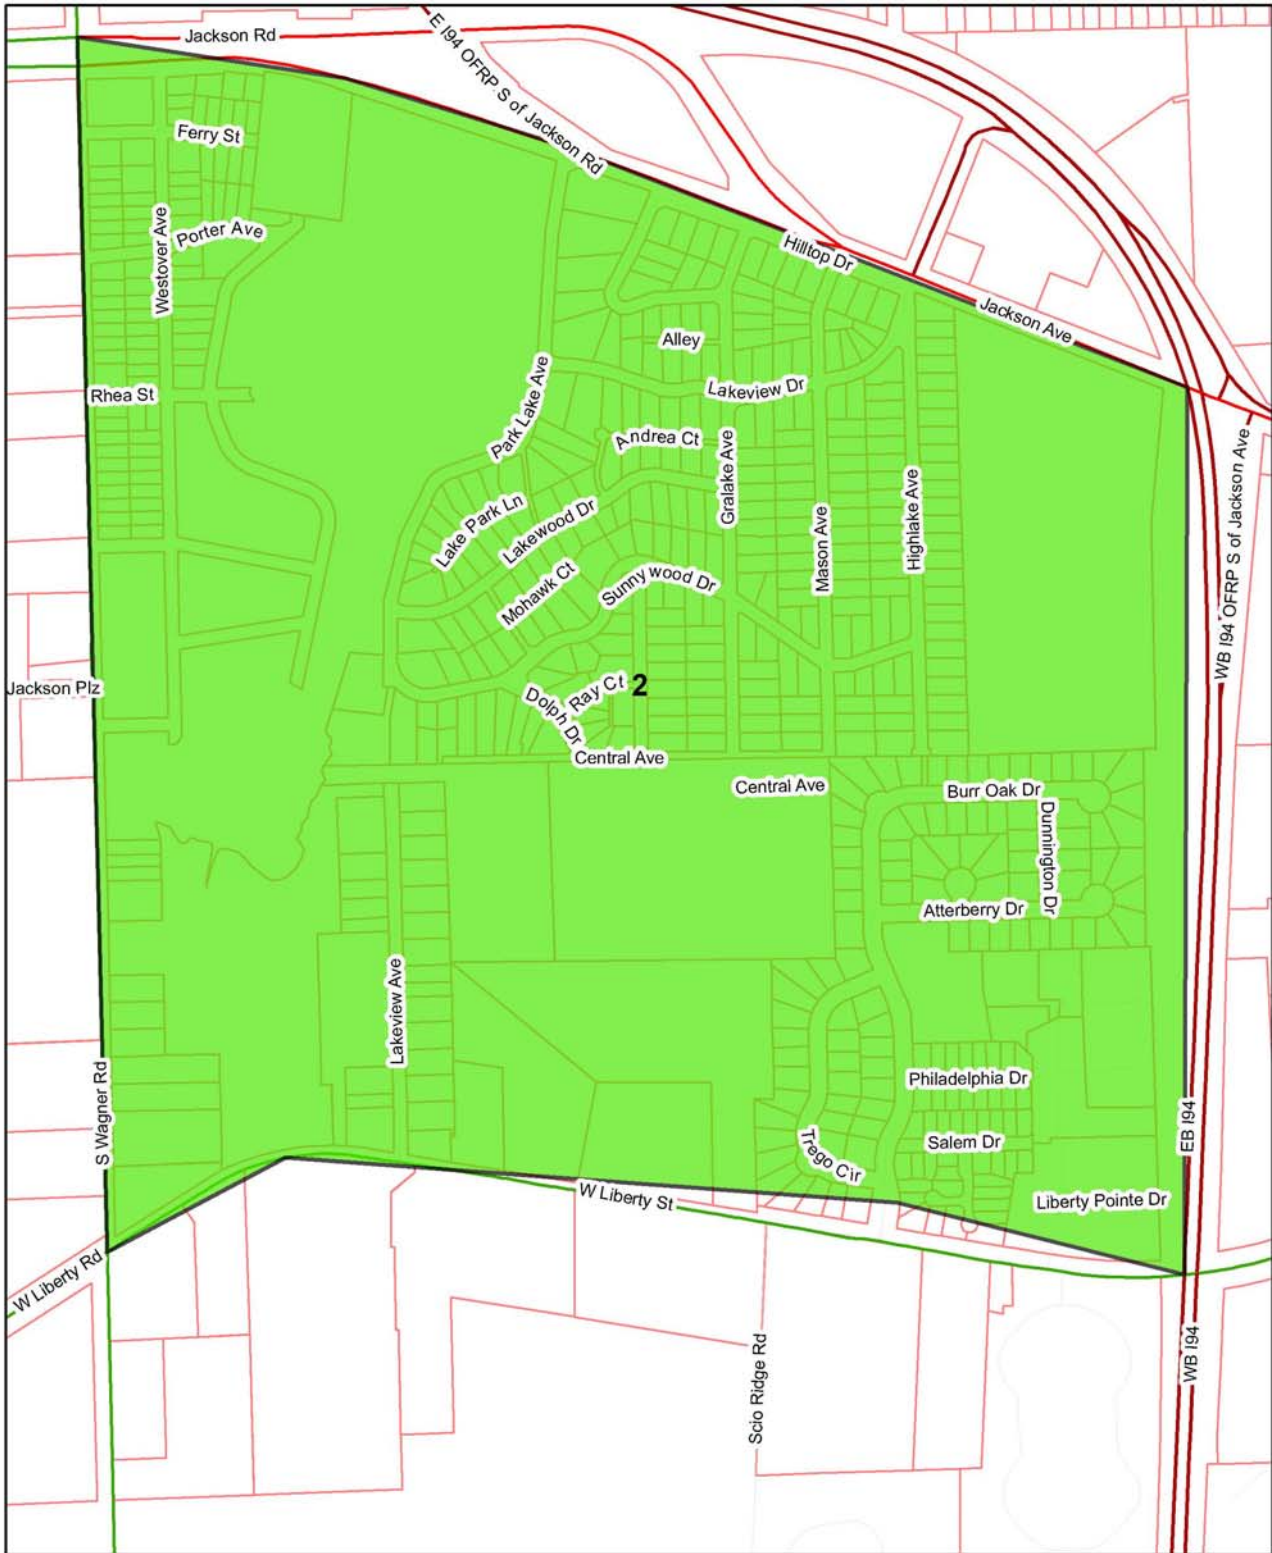 Jackson Rd
E I94 OFRP S of Jackson Rd
Ferry St
Westover Ave
Porter Ave
Hilltop Dr
Jackson Ave
Alley
Rhea St
Park Lake Ave
Lakeview Dr
Andrea Ct
Gralake Ave
Mason Ave
Highlake Ave
WB I94 OFRP S of Jackson Ave
Lake Park Ln
Lakewood Dr
Mohawk Ct
Sunnywood Dr
Jackson Plz
Dolph Dr
Ray Ct
2
Central Ave
Central Ave
Burr Oak Dr
Dunnington Dr
Atterberry Dr
Lakeview Ave
S Wagner Rd
Philadelphia Dr
Salem Dr
Trego Cir
EB I94
W Liberty St
Liberty Pointe Dr
W Liberty Rd
Scio Ridge Rd
WB I94